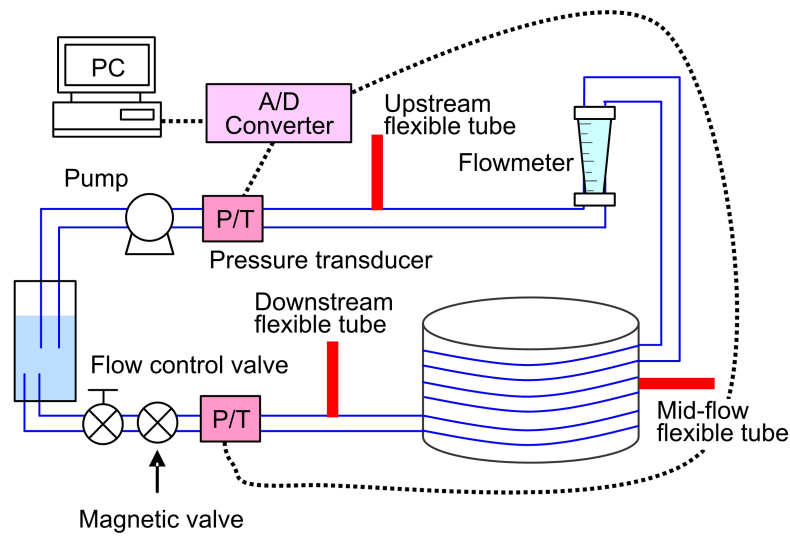 PC
A/D
Converter
Upstream
flexible tube
Flowmeter
Pump
P/T
Pressure transducer
Downstream
flexible tube
Flow control valve
P/T
Mid-flow
flexible tube
Magnetic valve